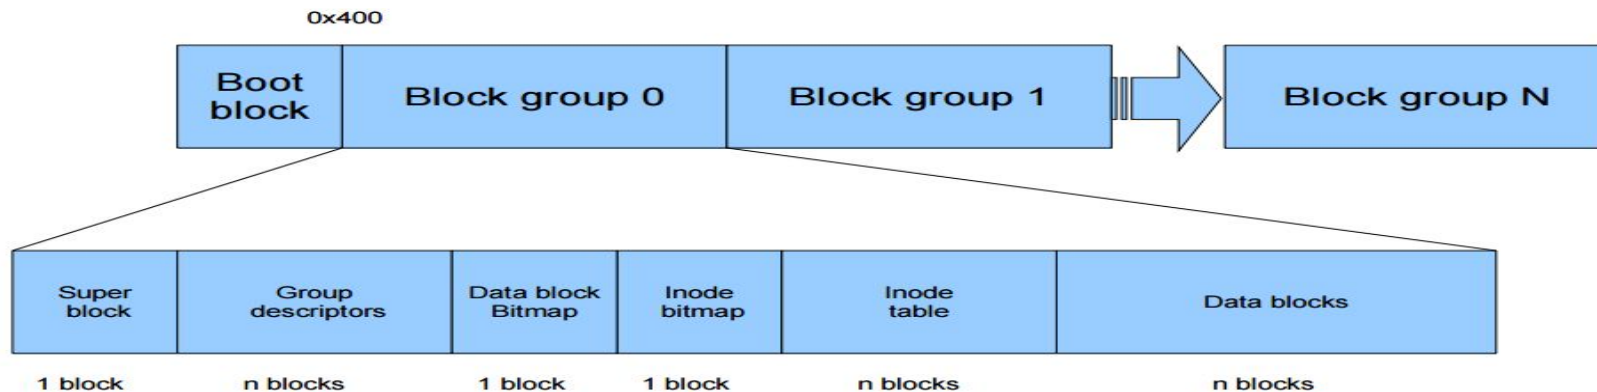 0x400
Boot
block
Block group 0
Block group 1
Block group N
Super
block
Group
descriptors
Data block
Bitmap
Inode
bitmap
Inode
table
Data blocks
1 block
n blocks
1 block
1 block
n blocks
n blocks